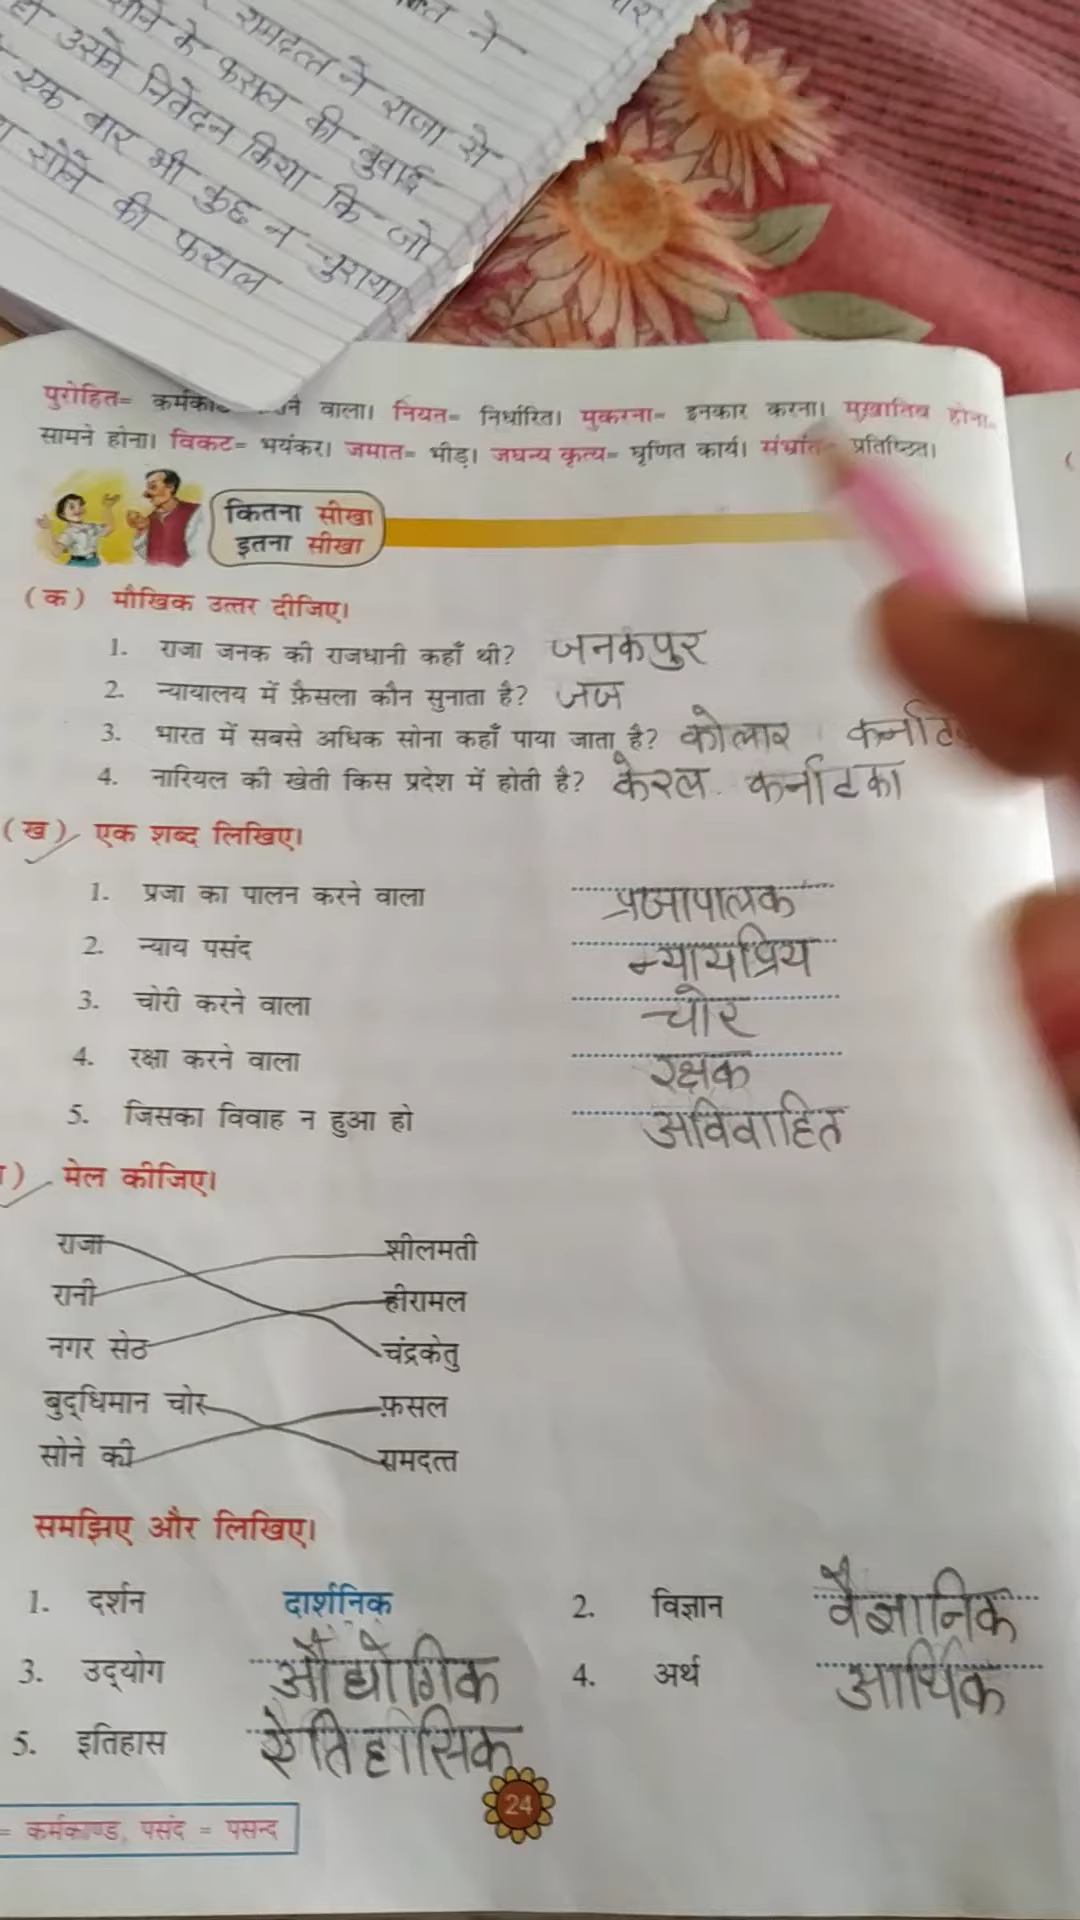 रामदत्त ने राजा से
सोने के फसल की बुवाई
उसने निवेदन किया कि जो
एक बार भी कुछ न चुराया
सोने की फसल
पुरोहित= वाला। नियत= निर्धारित। मुकरना= इनकार करना। मुखातिब होना=
सामने होना। विकट= भयंकर। जमात= भीड़। जघन्य कृत्य= घृणित कार्य। संभ्रांत= प्रतिष्ठित।
कितना सीखा
इतना सीखा
(क) मौखिक उत्तर दीजिए।
1. राजा जनक की राजधानी कहाँ थी? जनकपुर
2. न्यायालय में फ़ैसला कौन सुनाता है? जज
3. भारत में सबसे अधिक सोना कहाँ पाया जाता है? कोलार
4. नारियल की खेती किस प्रदेश में होती है? केरल कर्नाटका
(ख) एक शब्द लिखिए।
1. प्रजा का पालन करने वाला प्रजापालक
2. न्याय पसंद न्यायप्रिय
3. चोरी करने वाला चोर
4. रक्षा करने वाला रक्षक
5. जिसका विवाह न हुआ हो अविवाहित
मेल कीजिए।
राजा शीलमती
रानी हीरामल
नगर सेठ चंद्रकेतु
बुद्‌धिमान चोर फ़सल
सोने की रामदत्त
समझिए और लिखिए।
1. दर्शन दार्शनिक 2. विज्ञान वैज्ञानिक
3. उद्‌योग औद्योगिक 4. अर्थ आर्थिक
5. इतिहास ऐतिहासिक
24
= कर्मकाण्ड, पसंद = पसन्द